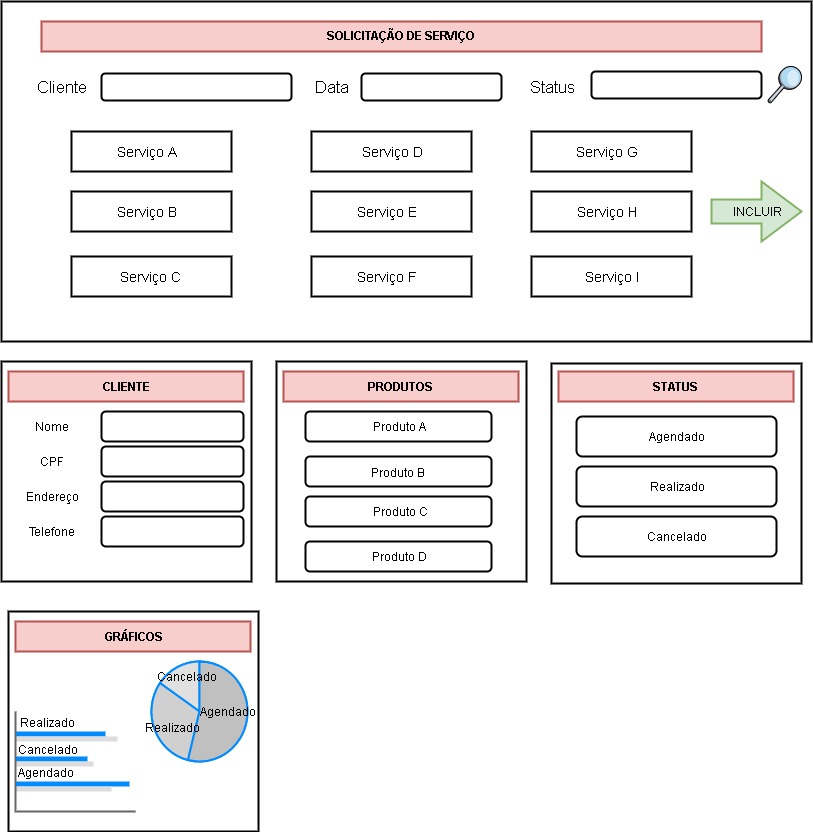 SOLICITAÇÃO DE SERVIÇO
Cliente Data Status
Serviço A Serviço D Serviço G
Serviço B Serviço E Serviço H INCLUIR
Serviço C Serviço F Serviço I
CLIENTE
Nome
CPF
Endereço
Telefone
PRODUTOS
Produto A
Produto B
Produto C
Produto D
STATUS
Agendado
Realizado
Cancelado
GRÁFICOS
Realizado
Cancelado
Agendado
Cancelado
Agendado
Realizado